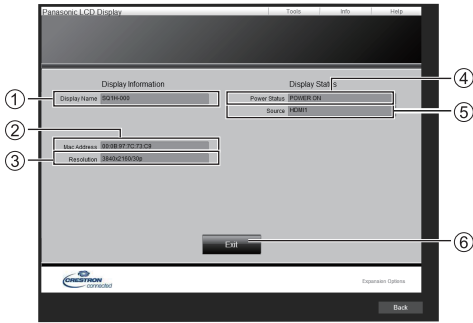 Panasonic LCD Display
Tools Info Help
Display Information
Display Status
④
① Display Name SQ1H-000
Power Status POWER ON
Source HDMI1 ⑤
②
Mac Address 00:0B:97:7C:73:C9
③ Resolution 3840x2160/30p
Exit ⑥
CRESTRON
connected
Expansion Options
Back